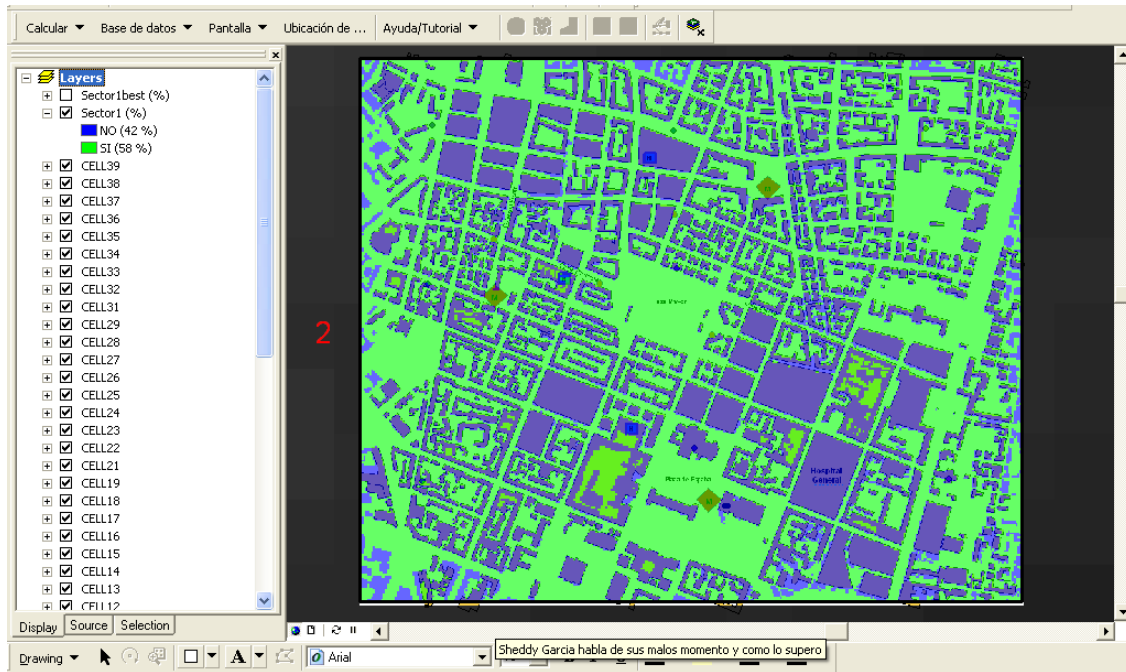 Calcular Base de datos Pantalla Ubicación de ... Ayuda/Tutorial
Layers
Sector1best (%)
Sector1 (%)
NO (42 %)
SI (58 %)
CELL39
CELL38
CELL37
CELL36
CELL35
CELL34
CELL33
CELL32
CELL31
CELL29
CELL28
CELL27
CELL26
CELL25
CELL24
CELL23
CELL22
CELL21
CELL19
CELL18
CELL17
CELL16
CELL15
CELL14
CELL13
CELL12
Display Source Selection
2
Hospital
General
Drawing A Arial
Sheddy Garcia habla de sus malos momento y como lo supero